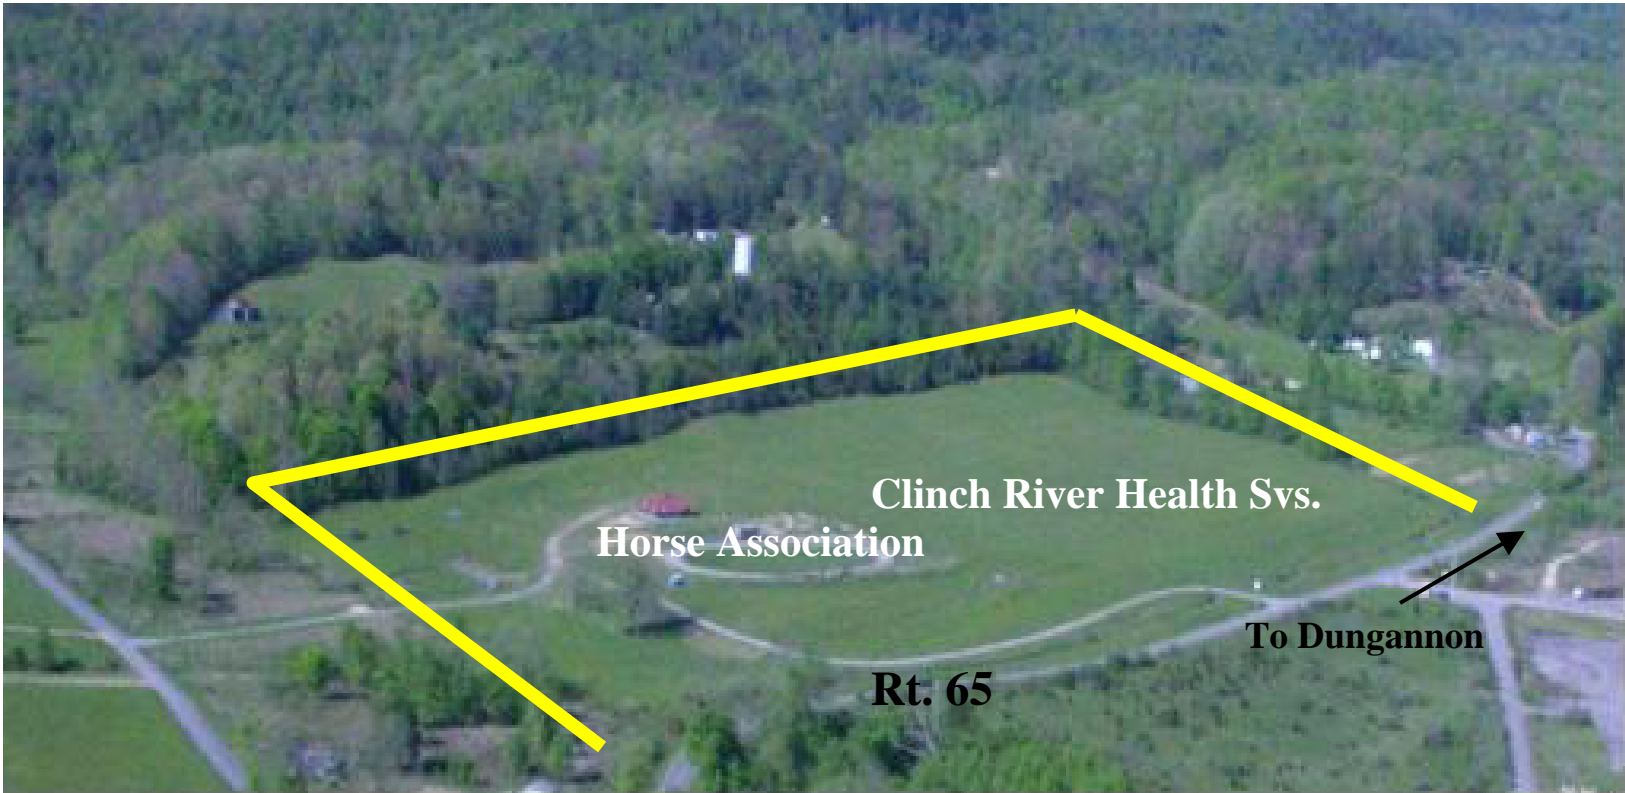 Clinch River Health Svs.
Horse Association
To Dungannon
Rt. 65